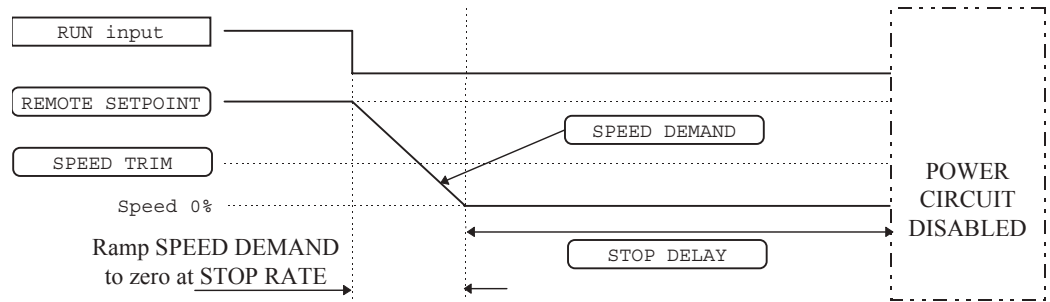 RUN input
REMOTE SETPOINT
SPEED DEMAND
SPEED TRIM
Speed 0%
POWER
CIRCUIT
DISABLED
Ramp SPEED DEMAND
to zero at STOP RATE
STOP DELAY